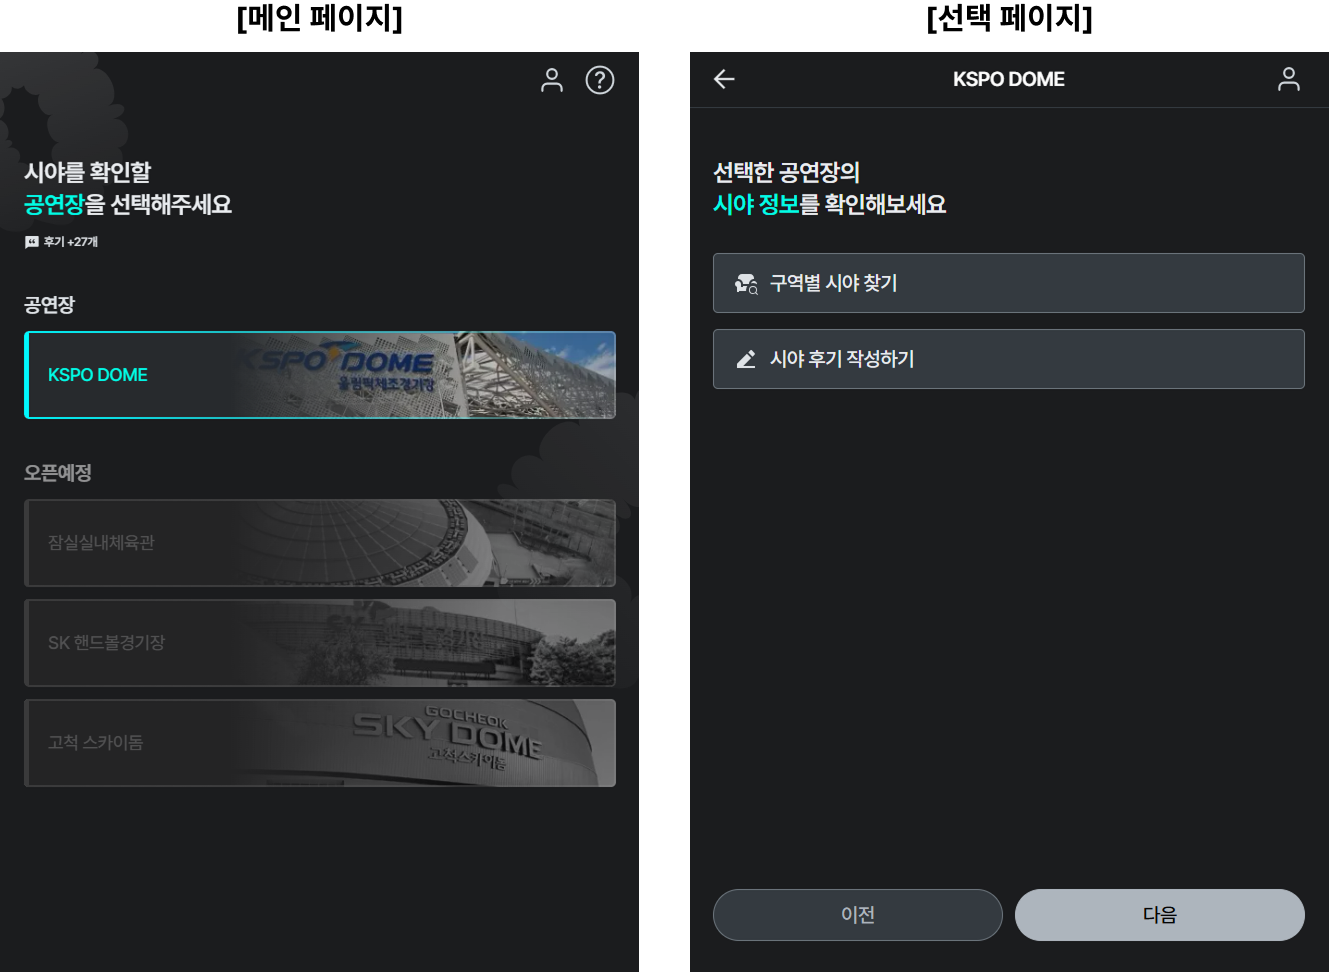 [메인 페이지]
시야를 확인할
공연장을 선택해주세요
후기 +27개
공연장
KSPO DOME
KSPO DOME
올림픽체조경기장
오픈예정
잠실실내체육관
SK 핸드볼경기장
고척 스카이돔
GOCHEOK
SKY DOME
고척스카이돔
[선택 페이지]
KSPO DOME
선택한 공연장의
시야 정보를 확인해보세요
구역별 시야 찾기
시야 후기 작성하기
이전
다음